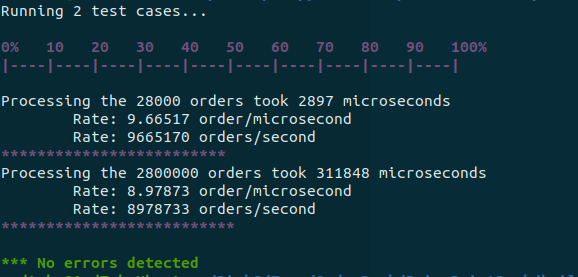 Running 2 test cases...
0%   10   20   30   40   50   60   70   80   90   100%
|----|----|----|----|----|----|----|----|----|----|
Processing the 28000 orders took 2897 microseconds
        Rate: 9.66517 order/microsecond
        Rate: 9665170 orders/second
*************************
Processing the 2800000 orders took 311848 microseconds
        Rate: 8.97873 order/microsecond
        Rate: 8978733 orders/second
**************************
*** No errors detected